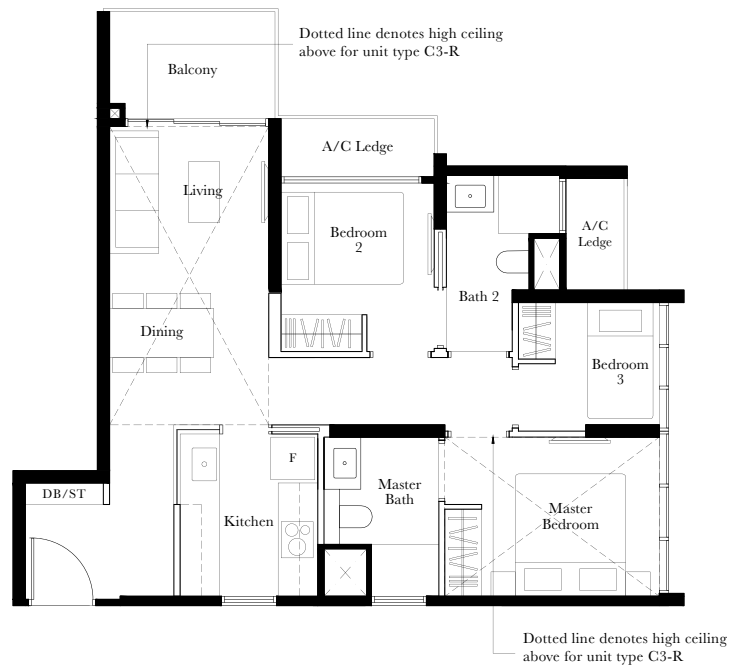 Dotted line denotes high ceiling
above for unit type C3-R
Balcony
A/C Ledge
Living
Bedroom
2
A/C
Ledge
Bath 2
Dining
Bedroom
3
F
DB/ST
Master
Bath
Kitchen
Master
Bedroom
Dotted line denotes high ceiling
above for unit type C3-R